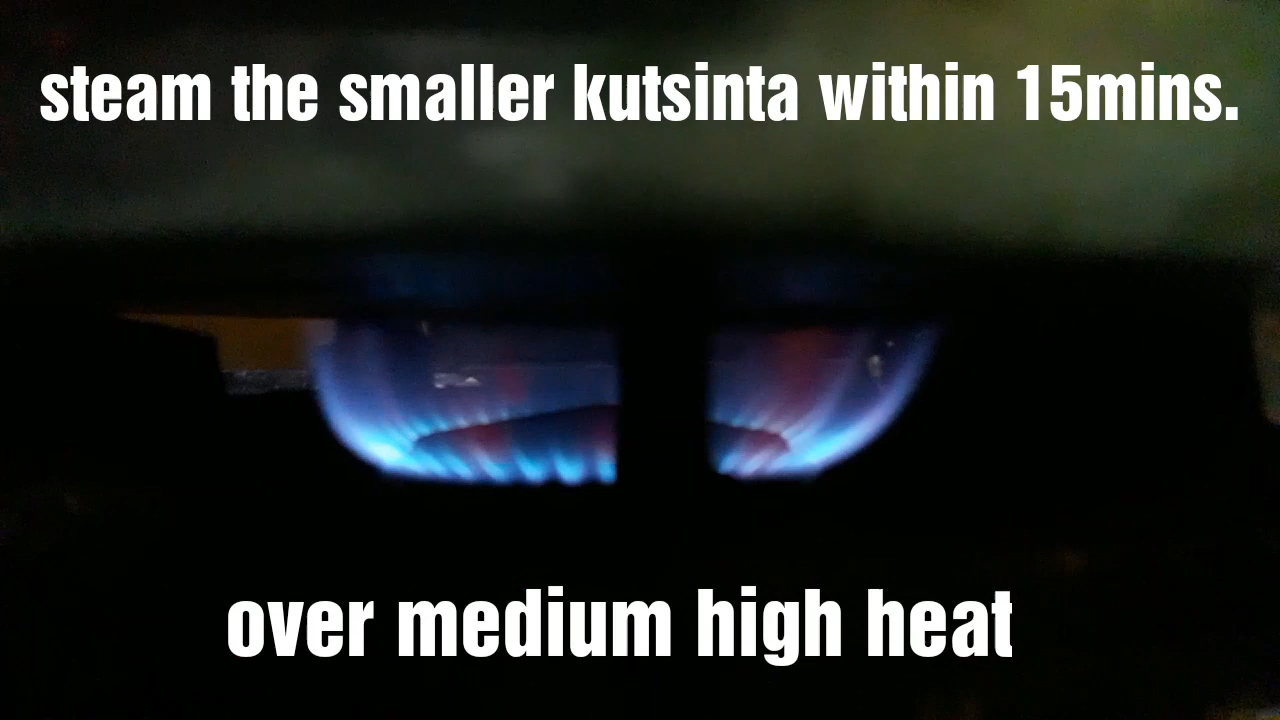 steam the smaller kutsinta within 15mins.
over medium high heat